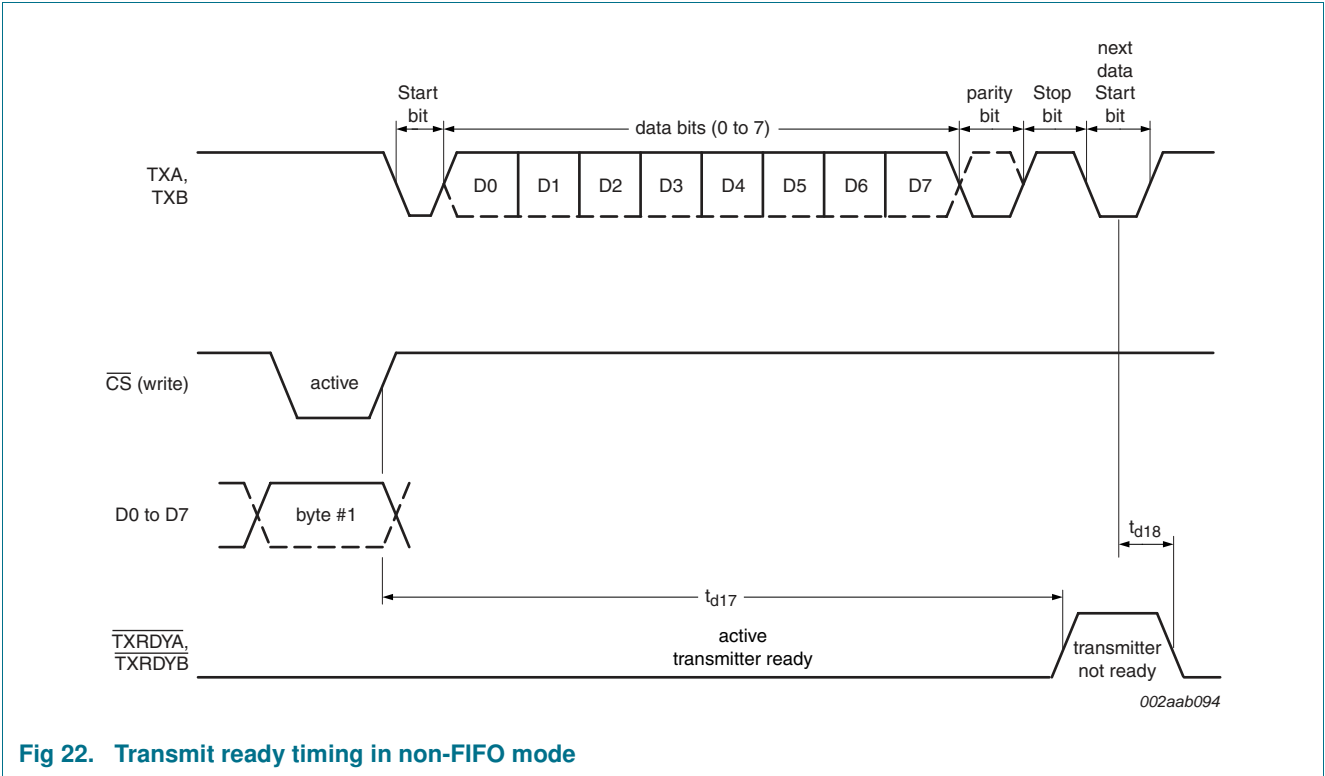 next
data
Start
bit
Start
bit
data bits (0 to 7)
parity
bit
Stop
bit
TXA,
TXB
D0 D1 D2 D3 D4 D5 D6 D7
CS (write)
active
D0 to D7
byte #1
td18
td17
TXRDYA,
TXRDYB
active
transmitter ready
transmitter
not ready
002aab094
Fig 22. Transmit ready timing in non-FIFO mode